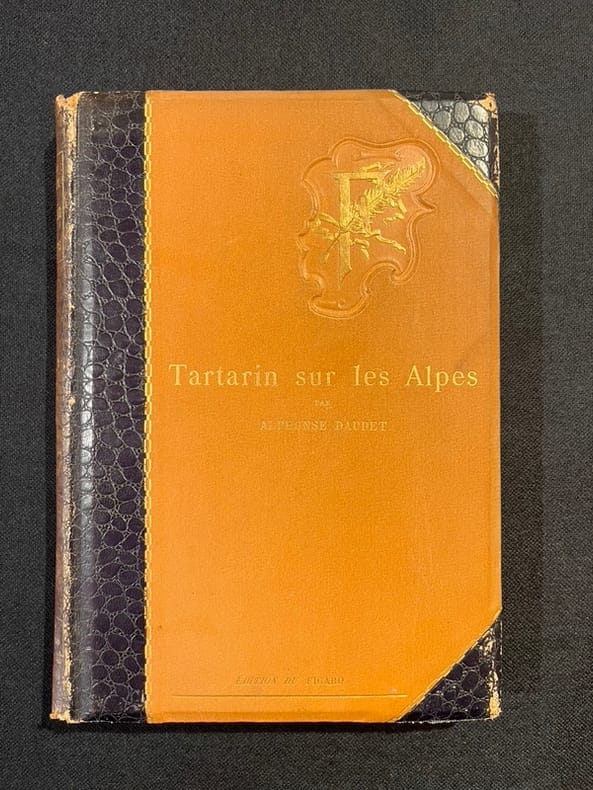 F
Tartarin sur les Alpes
PAR
ALPHONSE DAUDET
ÉDITION DU FIGARO